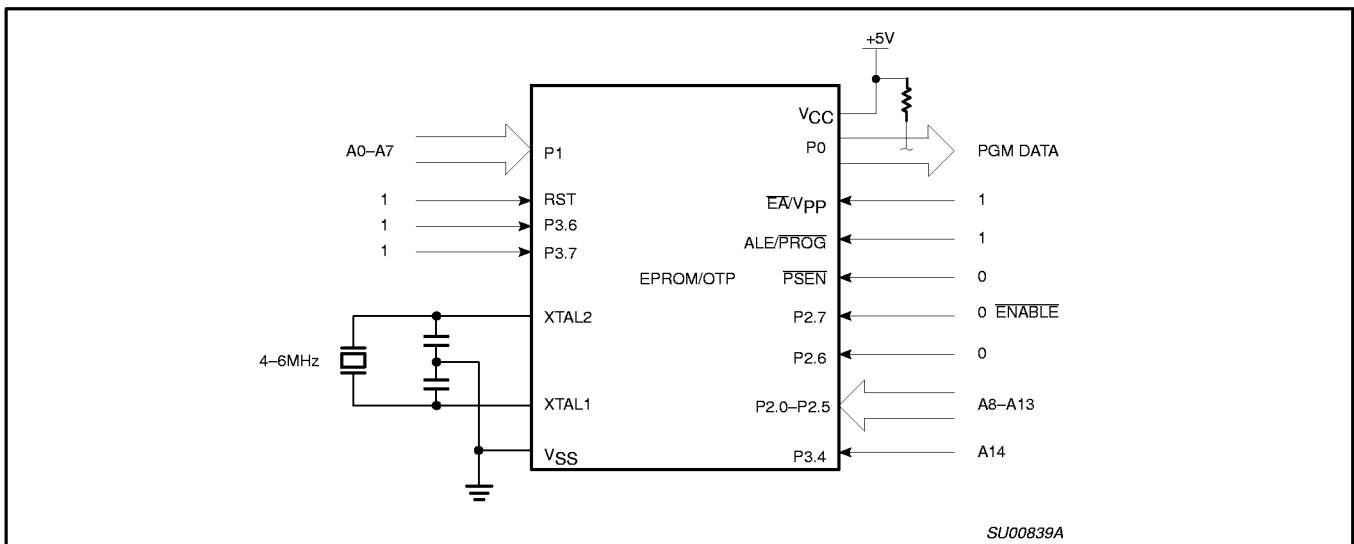 +5V
VCC
A0–A7
P1
P0
PGM DATA
1
RST
EA/VPP
1
1
P3.6
1
P3.7
ALE/PROG
1
EPROM/OTP
PSEN
0
XTAL2
P2.7
0 ENABLE
4–6MHz
P2.6
0
XTAL1
P2.0–P2.5
A8–A13
VSS
P3.4
A14
SU00839A